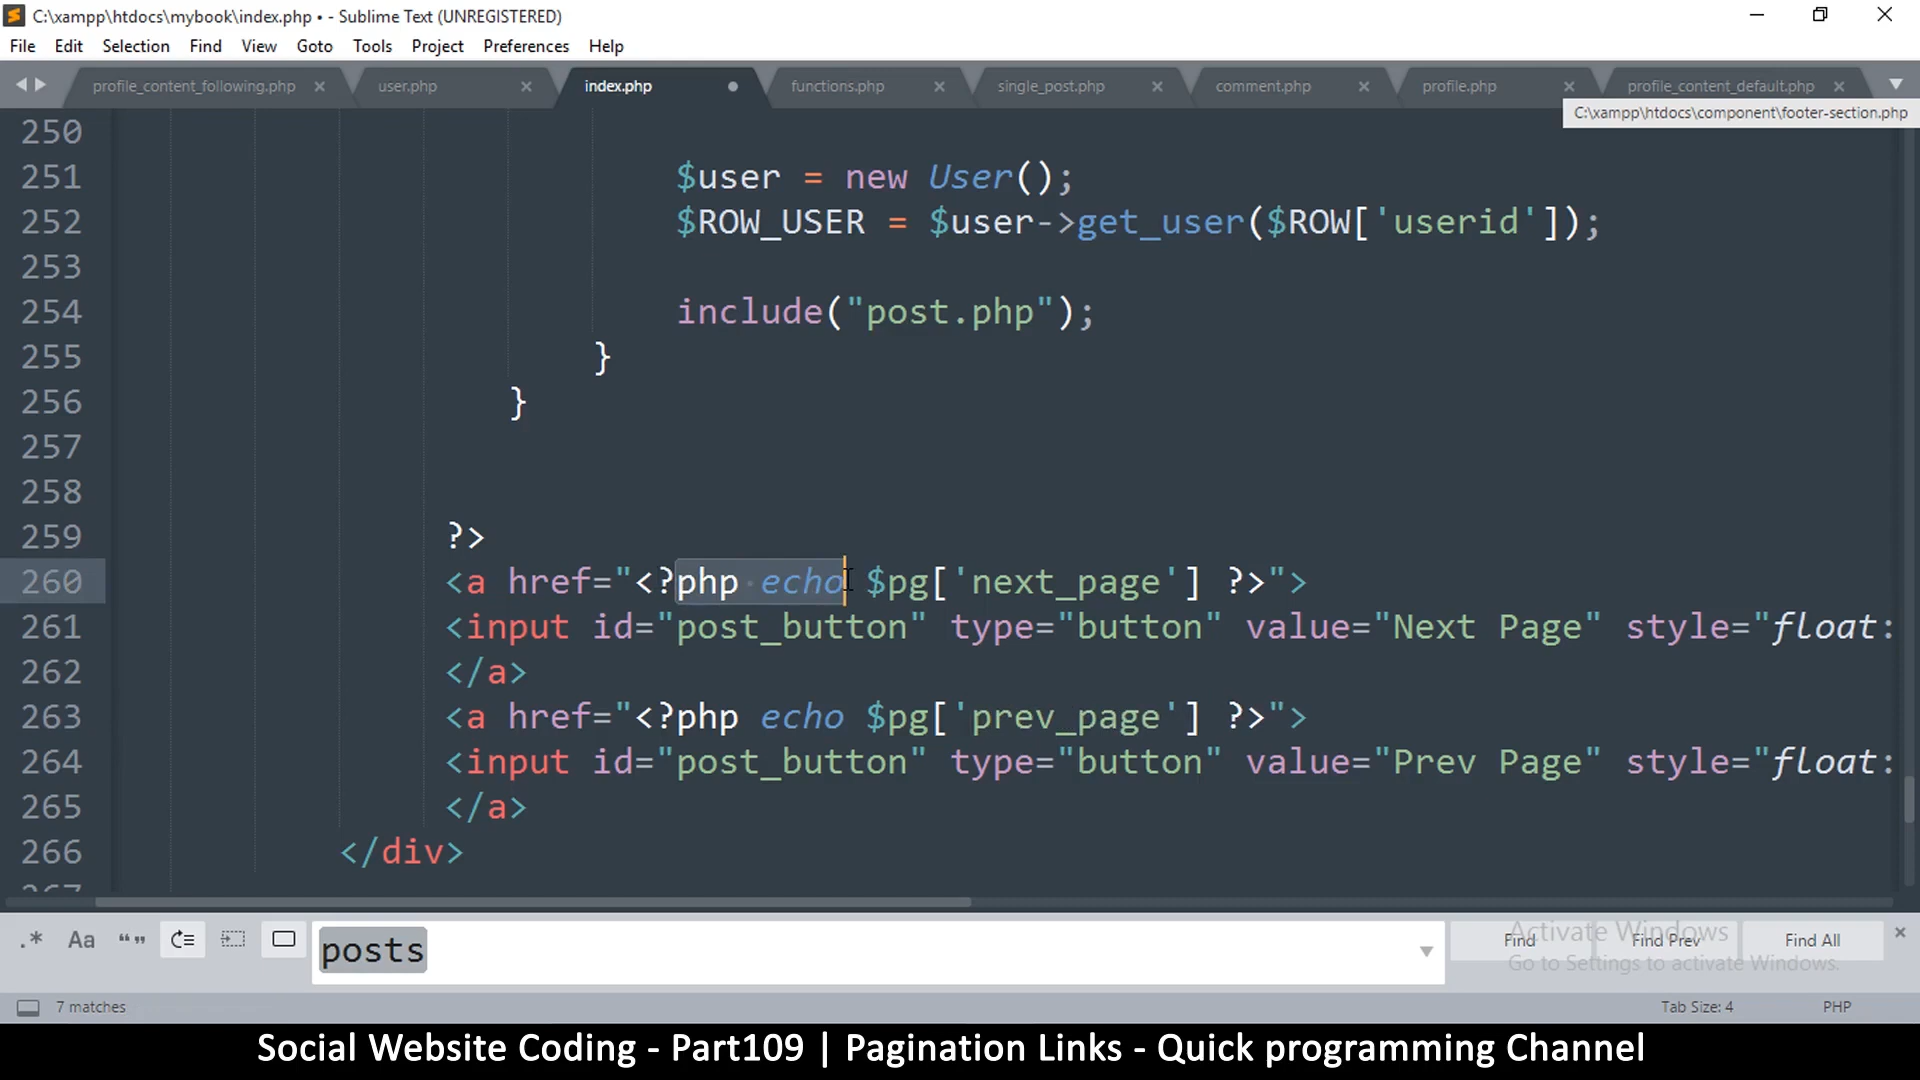 C:\xampp\htdocs\mybook\index.php • - Sublime Text (UNREGISTERED)
File Edit Selection Find View Goto Tools Project Preferences Help
profile_content_following.php user.php index.php functions.php single_post.php comment.php profile.php profile_content_default.php
C:\xampp\htdocs\component\footer-section.php
250
251 $user = new User();
252 $ROW_USER = $user->get_user($ROW['userid']);
253
254 include("post.php");
255 }
256 }
257
258
259 ?>
260 <a href="<?php echo $pg['next_page'] ?>">
261 <input id="post_button" type="button" value="Next Page" style="float:
262 </a>
263 <a href="<?php echo $pg['prev_page'] ?>">
264 <input id="post_button" type="button" value="Prev Page" style="float:
265 </a>
266 </div>
267
.* Aa “” posts Find Find Prev Find All
Activate Windows
Go to Settings to activate Windows.
7 matches Tab Size: 4 PHP
Social Website Coding - Part109 | Pagination Links - Quick programming Channel